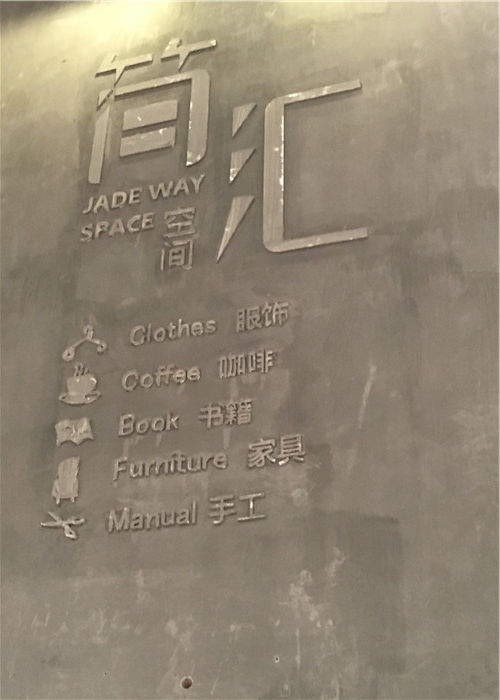 简汇
JADE WAY
SPACE 空间
Clothes 服饰
Coffee 咖啡
Book 书籍
Furniture 家具
Manual 手工